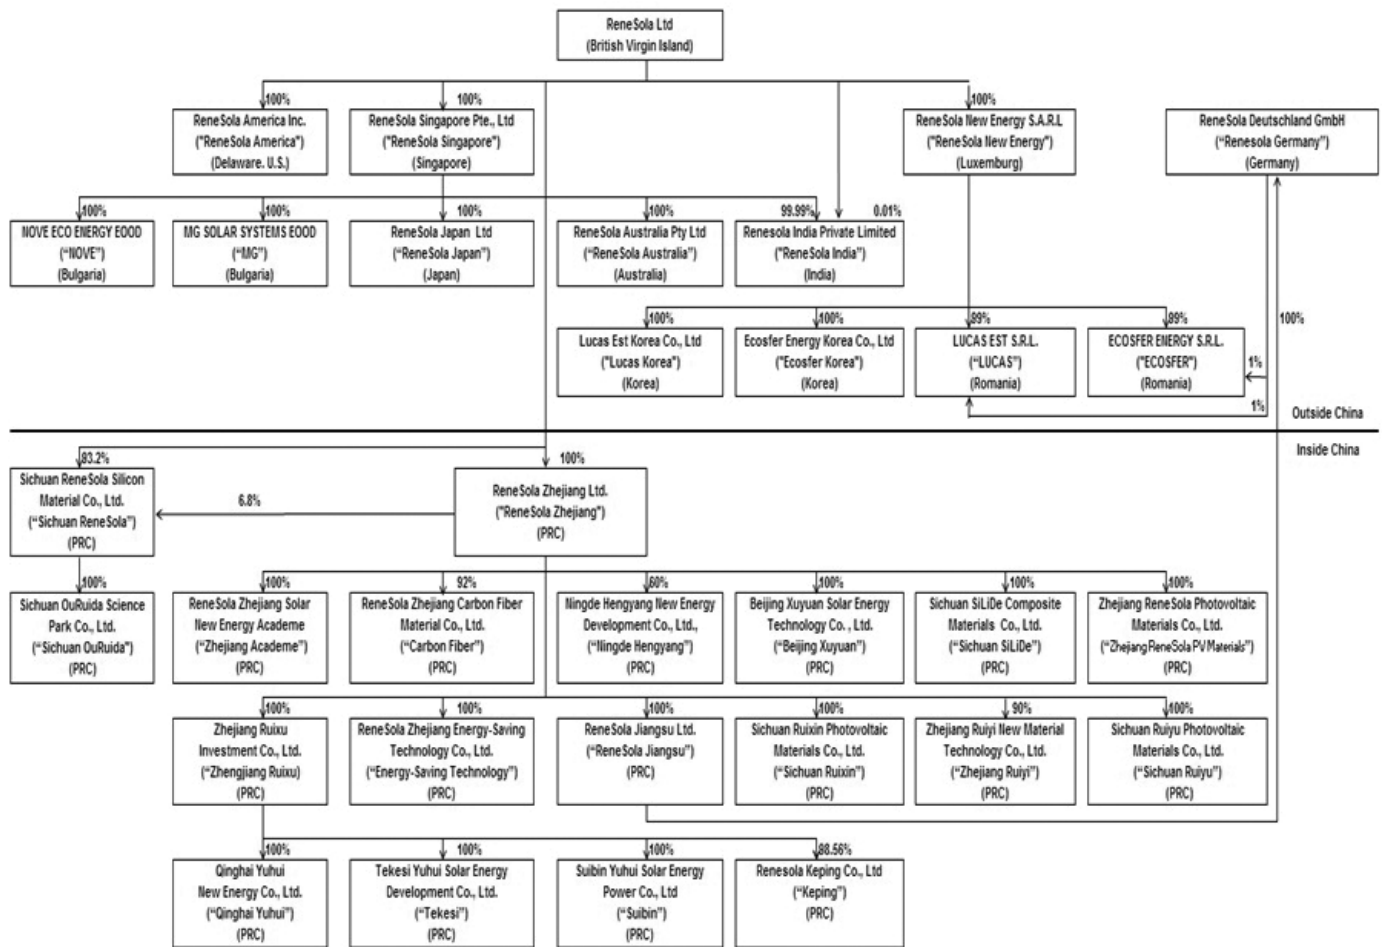 ReneSola Ltd
(British Virgin Island)
100%
100%
100%
ReneSola America Inc.
("ReneSola America")
(Delaware. U.S.)
ReneSola Singapore Pte., Ltd
("ReneSola Singapore")
(Singapore)
ReneSola New Energy S.A.R.L
("ReneSola New Energy")
(Luxemburg)
ReneSola Deutschland GmbH
("Renesola Germany")
(Germany)
100%
100%
100%
100%
99.99%
0.01%
NOVE ECO ENERGY EOOD
("NOVE")
(Bulgaria)
MG SOLAR SYSTEMS EOOD
("MG")
(Bulgaria)
ReneSola Japan Ltd
("ReneSola Japan")
(Japan)
ReneSola Australia Pty Ltd
("ReneSola Australia")
(Australia)
Renesola India Private Limited
("ReneSola India")
(India)
100%
100%
99%
99%
100%
Lucas Est Korea Co., Ltd
("Lucas Korea")
(Korea)
Ecosfer Energy Korea Co., Ltd
("Ecosfer Korea")
(Korea)
LUCAS EST S.R.L.
("LUCAS")
(Romania)
ECOSFER ENERGY S.R.L.
("ECOSFER")
(Romania)
1%
1%
Outside China
Inside China
93.2%
100%
Sichuan ReneSola Silicon
Material Co., Ltd.
("Sichuan ReneSola")
(PRC)
6.8%
ReneSola Zhejiang Ltd.
("ReneSola Zhejiang")
(PRC)
100%
100%
92%
60%
100%
100%
100%
Sichuan OuRuida Science
Park Co., Ltd.
("Sichuan OuRuida")
(PRC)
ReneSola Zhejiang Solar
New Energy Academe
("Zhejiang Academe")
(PRC)
ReneSola Zhejiang Carbon Fiber
Material Co., Ltd.
("Carbon Fiber")
(PRC)
Ningde Hengyang New Energy
Development Co., Ltd.,
("Ningde Hengyang")
(PRC)
Beijing Xuyuan Solar Energy
Technology Co. , Ltd.
("Beijing Xuyuan")
(PRC)
Sichuan SiLiDe Composite
Materials Co., Ltd.
("Sichuan SiLiDe")
(PRC)
Zhejiang ReneSola Photovoltaic
Materials Co., Ltd.
("Zhejiang ReneSola PV Materials")
(PRC)
100%
100%
100%
100%
90%
100%
Zhejiang Ruixu
Investment Co., Ltd.
("Zhengjiang Ruixu)
(PRC)
ReneSola Zhejiang Energy-Saving
Technology Co., Ltd.
("Energy-Saving Technology")
(PRC)
ReneSola Jiangsu Ltd.
("ReneSola Jiangsu")
(PRC)
Sichuan Ruixin Photovoltaic
Materials Co., Ltd.
("Sichuan Ruixin")
(PRC)
Zhejiang Ruiyi New Material
Technology Co., Ltd.
("Zhejiang Ruiyi")
(PRC)
Sichuan Ruiyu Photovoltaic
Materials Co., Ltd.
("Sichuan Ruiyu")
(PRC)
100%
100%
100%
88.56%
Qinghai Yuhui
New Energy Co., Ltd.
("Qinghai Yuhui")
(PRC)
Tekesi Yuhui Solar Energy
Development Co., Ltd.
("Tekesi")
(PRC)
Suibin Yuhui Solar Energy
Power Co., Ltd
("Suibin")
(PRC)
Renesola Keping Co., Ltd
("Keping")
(PRC)